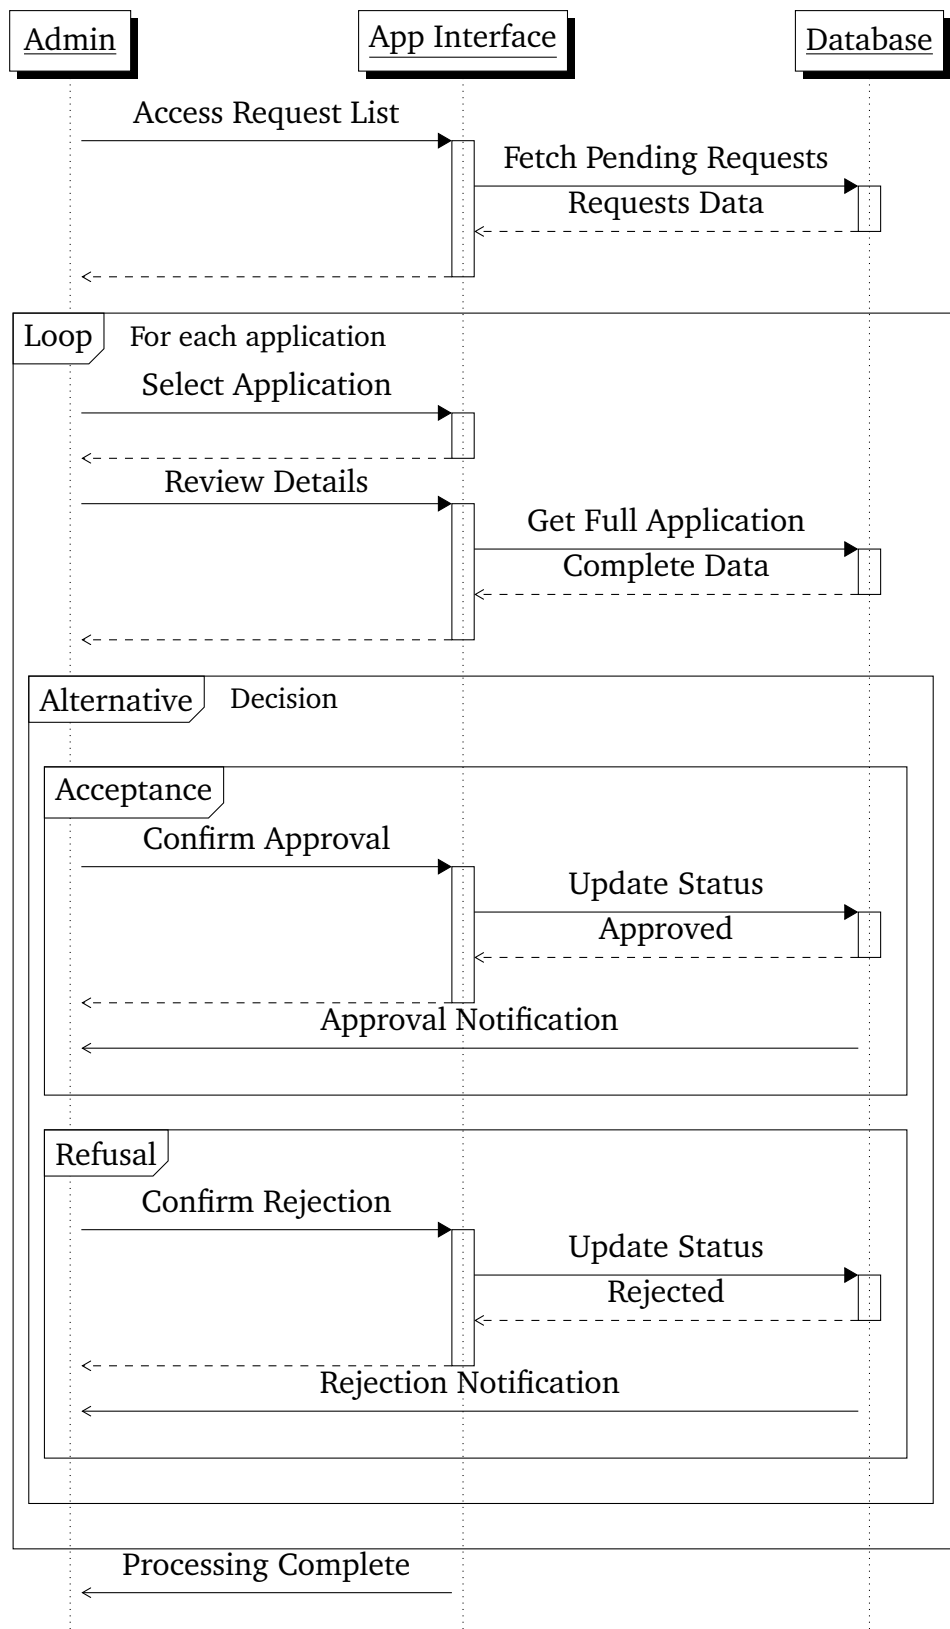 Admin
App Interface
Database
Access Request List
Fetch Pending Requests
Requests Data
Loop
For each application
Select Application
Review Details
Get Full Application
Complete Data
Alternative
Decision
Acceptance
Confirm Approval
Update Status
Approved
Approval Notification
Refusal
Confirm Rejection
Update Status
Rejected
Rejection Notification
Processing Complete